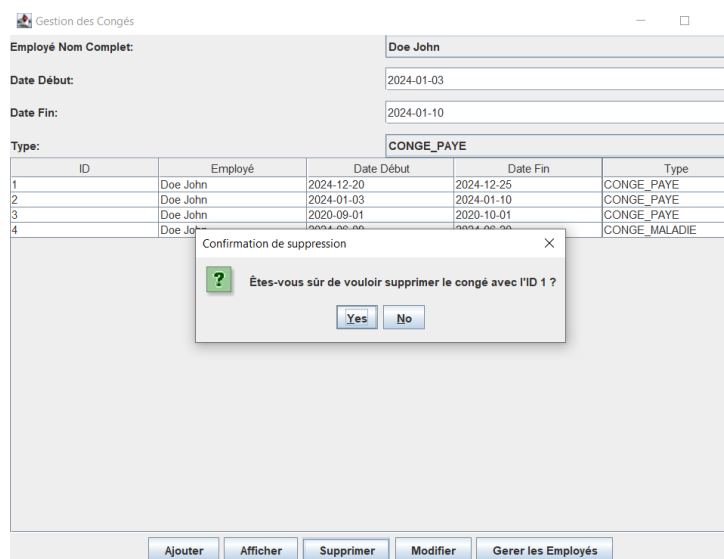 Gestion des Congés
Employé Nom Complet: Doe John
Date Début: 2024-01-03
Date Fin: 2024-01-10
Type: CONGE_PAYE
ID Employé Date Début Date Fin Type
1 Doe John 2024-12-20 2024-12-25 CONGE_PAYE
2 Doe John 2024-01-03 2024-01-10 CONGE_PAYE
3 Doe John 2020-09-01 2020-10-01 CONGE_PAYE
4 Doe John CONGE_MALADIE
Confirmation de suppression
Êtes-vous sûr de vouloir supprimer le congé avec l'ID 1 ?
Yes No
Ajouter Afficher Supprimer Modifier Gerer les Employés